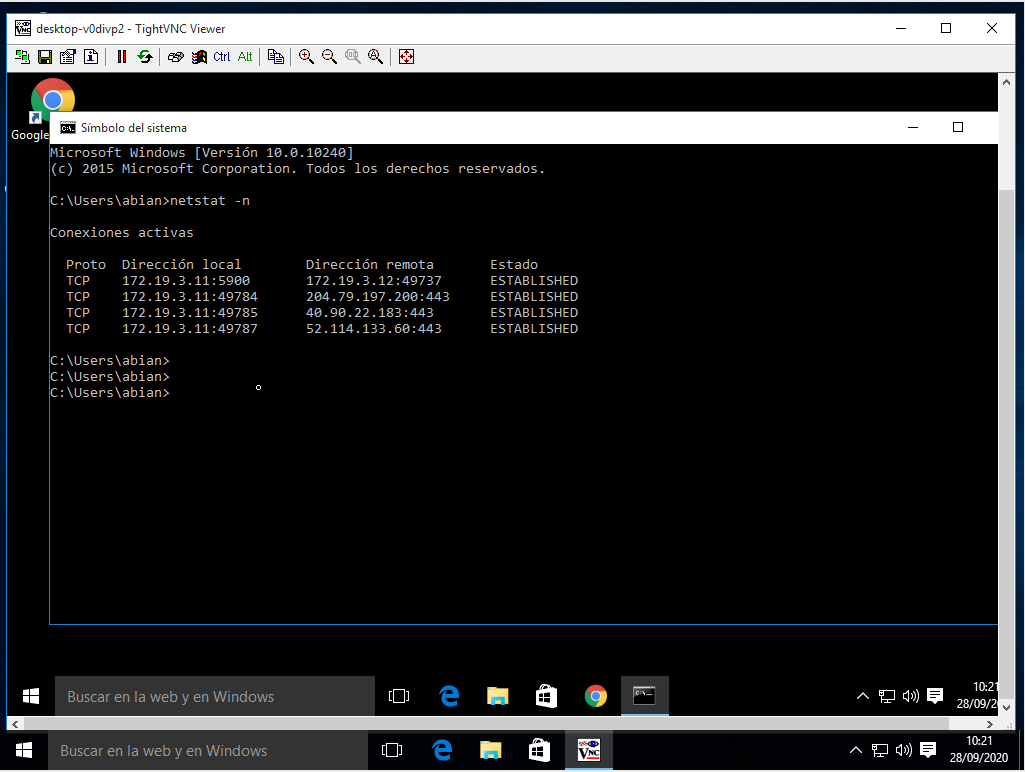 desktop-v0divp2 - TightVNC Viewer
Ctrl Alt
Google
Símbolo del sistema
Microsoft Windows [Versión 10.0.10240]
(c) 2015 Microsoft Corporation. Todos los derechos reservados.
C:\Users\abian>netstat -n
Conexiones activas
Proto Dirección local Dirección remota Estado
TCP 172.19.3.11:5900 172.19.3.12:49737 ESTABLISHED
TCP 172.19.3.11:49784 204.79.197.200:443 ESTABLISHED
TCP 172.19.3.11:49785 40.90.22.183:443 ESTABLISHED
TCP 172.19.3.11:49787 52.114.133.60:443 ESTABLISHED
C:\Users\abian>
C:\Users\abian>
C:\Users\abian>
Buscar en la web y en Windows
10:21
28/09/2
Buscar en la web y en Windows
10:21
28/09/2020